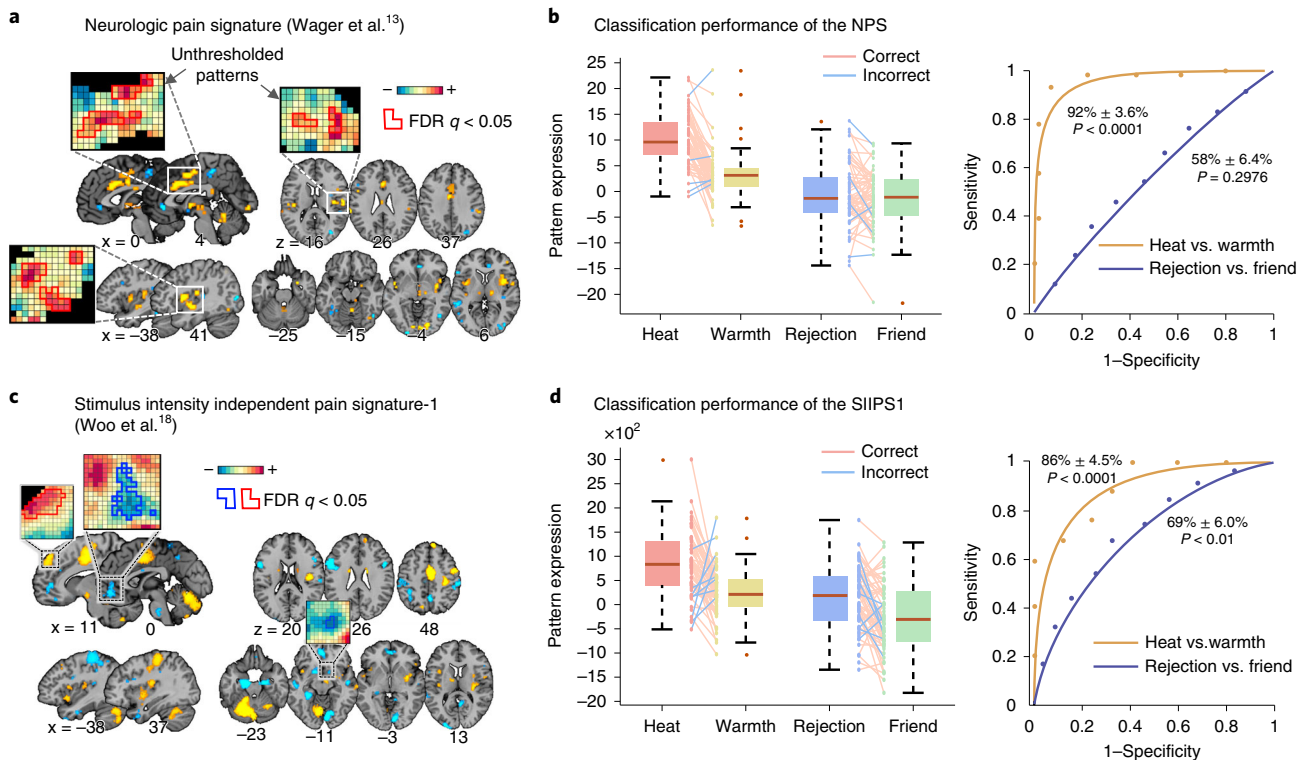 a
Neurologic pain signature (Wager et al.13)
Unthresholded
patterns
– +
FDR q < 0.05
x = 0
4
z = 16
26
37
x = –38
41
–25
–15
–4
6
b
Classification performance of the NPS
Correct
Incorrect
Pattern expression
25
20
15
10
5
0
–5
–10
–15
–20
Heat
Warmth
Rejection
Friend
Sensitivity
1
0.8
0.6
0.4
0.2
0
92% ± 3.6%
P < 0.0001
58% ± 6.4%
P = 0.2976
Heat vs. warmth
Rejection vs. friend
0 0.2 0.4 0.6 0.8 1
1–Specificity
c
Stimulus intensity independent pain signature-1
(Woo et al.18)
– +
FDR q < 0.05
x = 11
0
z = 20
26
48
x = –38
37
–23
–11
–3
13
d
Classification performance of the SIIPS1
×10²
Correct
Incorrect
Pattern expression
30
20
100
50
0
–50
–10
–15
–20
Heat
Warmth
Rejection
Friend
Sensitivity
1
0.8
0.6
0.4
0.2
0
86% ± 4.5%
P < 0.0001
69% ± 6.0%
P < 0.01
Heat vs.warmth
Rejection vs. friend
0 0.2 0.4 0.6 0.8 1
1–Specificity